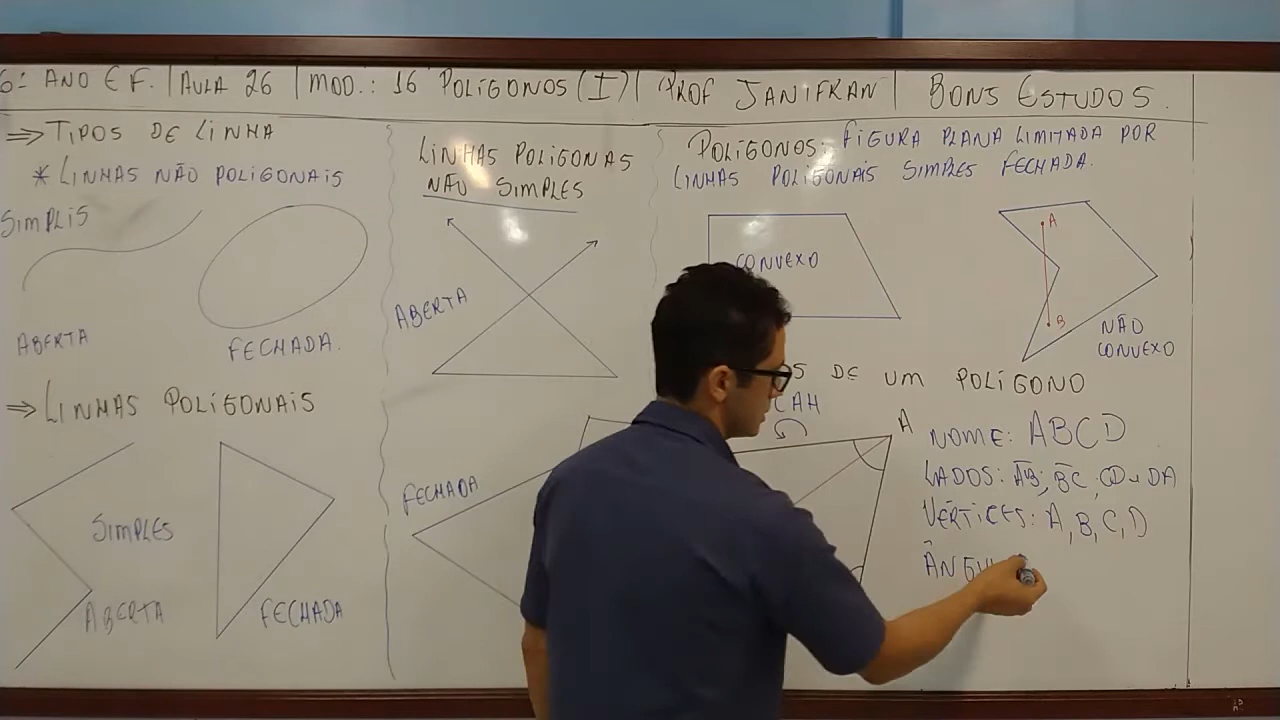 6º ANO E F. | AULA 26 | MOD.: 16 POLÍGONOS (I) | PROF JANIFRAN | BONS ESTUDOS.
⇒ TIPOS DE LINHA
* LINHAS NÃO POLIGONAIS
SIMPLIS
ABERTA
FECHADA.
⇒ LINHAS POLIGONAIS
SIMPLES
ABERTA
FECHADA
LINHAS POLIGONAS
NÃO SIMPLES
ABERTA
FECHADA
POLÍGONOS: FIGURA PLANA LIMITADA POR
LINHAS POLIGONAIS SIMPLES FECHADA.
CONVEXO
A
B
NÃO
CONVEXO
S DE UM POLÍGONO
CAH
A
NOME: ABCD
LADOS: AB; BC; CD DA
VÉRTICES: A, B, C, D
ÂNGU